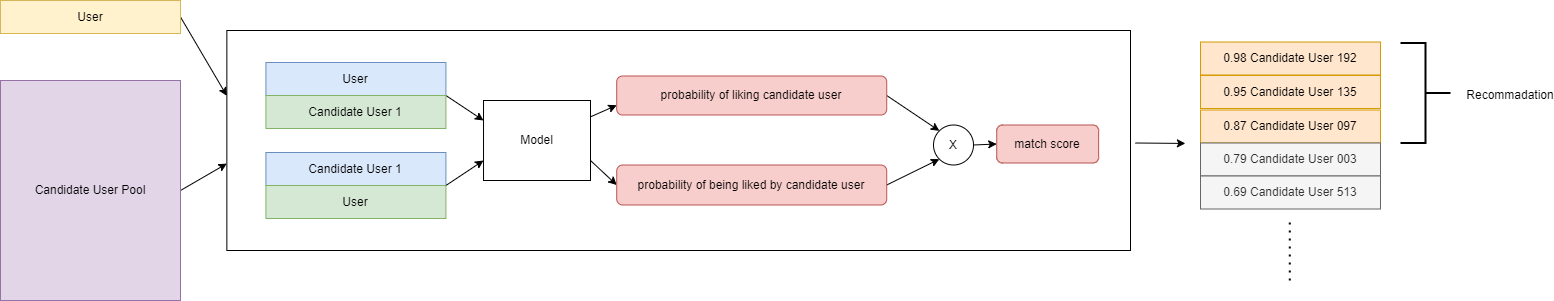 User
Candidate User Pool
User
Candidate User 1
Candidate User 1
User
Model
probability of liking candidate user
probability of being liked by candidate user
X
match score
0.98 Candidate User 192
0.95 Candidate User 135
0.87 Candidate User 097
0.79 Candidate User 003
0.69 Candidate User 513
Recommadation